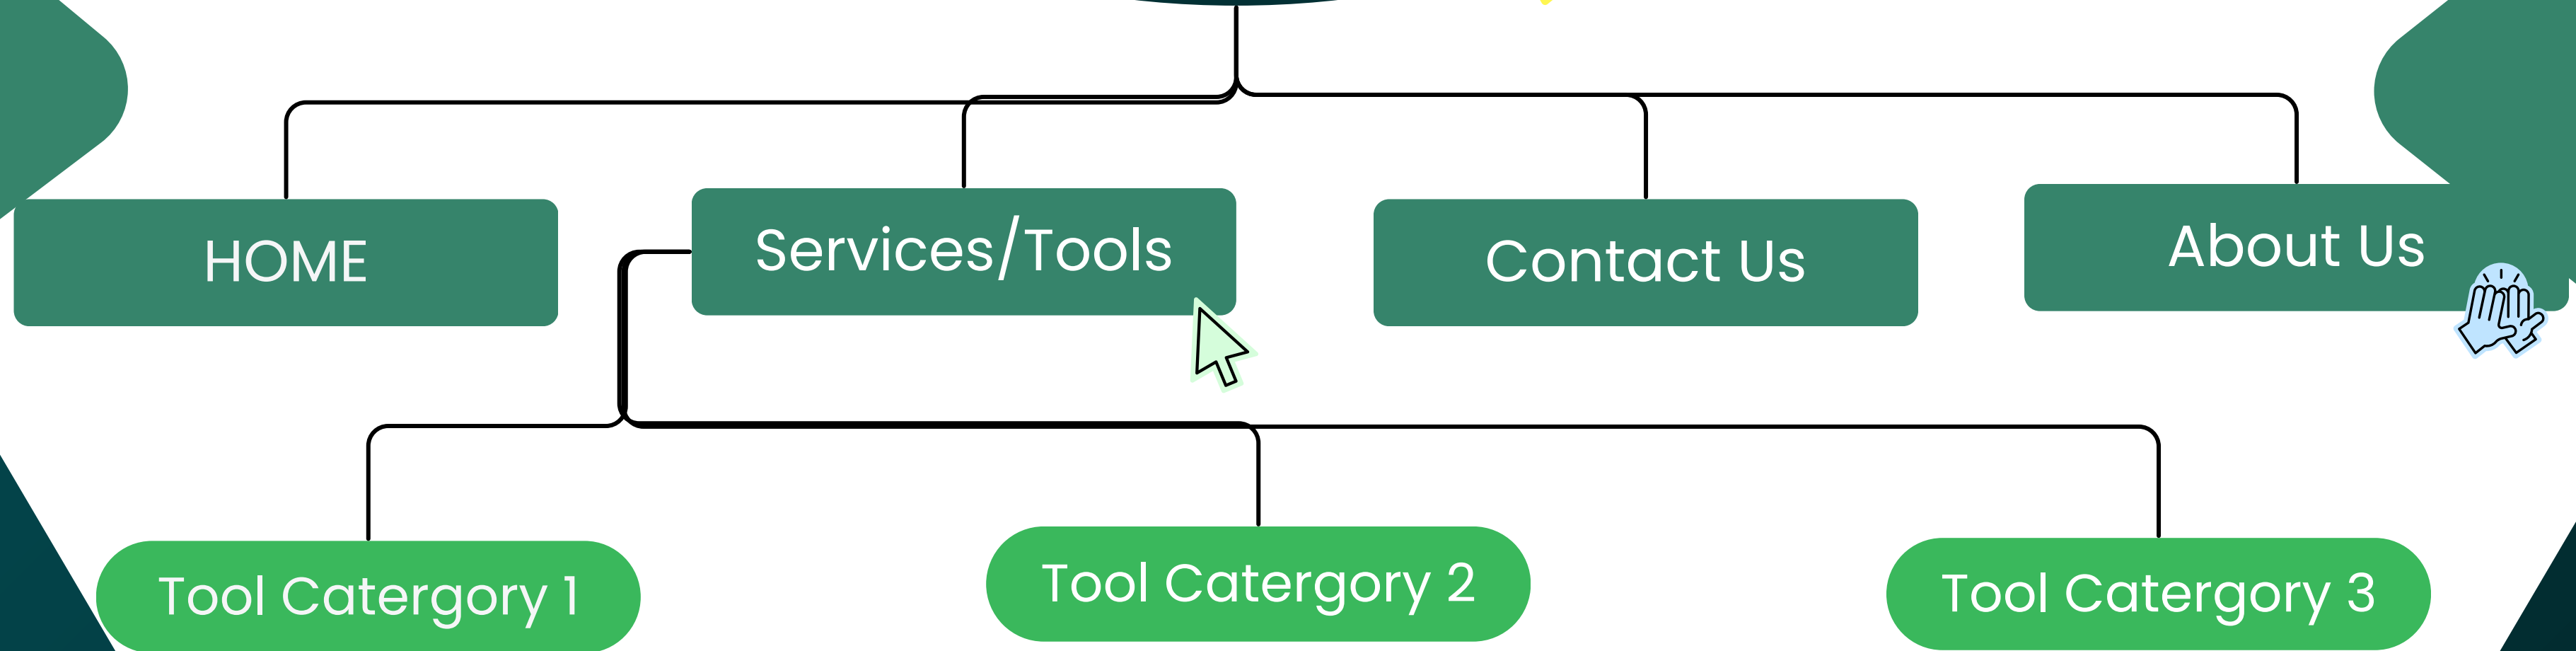 HOME
Services/Tools
Contact Us
About Us
Tool Catergory 1
Tool Catergory 2
Tool Catergory 3